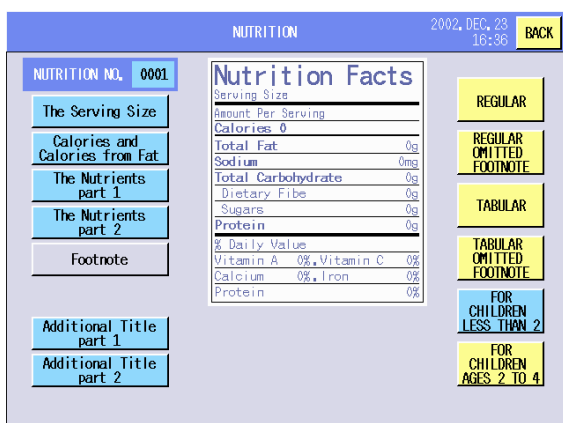 NUTRITION
2002, DEC, 23
16:36
BACK
NUTRITION NO. 0001
The Serving Size
Calories and
Calories from Fat
The Nutrients
part 1
The Nutrients
part 2
Footnote
Additional Title
part 1
Additional Title
part 2
Nutrition Facts
Serving Size
Amount Per Serving
Calories 0
Total Fat 0g
Sodium 0mg
Total Carbohydrate 0g
Dietary Fibe 0g
Sugars 0g
Protein 0g
% Daily Value
Vitamin A 0%. Vitamin C 0%
Calcium 0%. Iron 0%
Protein 0%
REGULAR
REGULAR
OMITTED
FOOTNOTE
TABULAR
TABULAR
OMITTED
FOOTNOTE
FOR
CHILDREN
LESS THAN 2
FOR
CHILDREN
AGES 2 TO 4